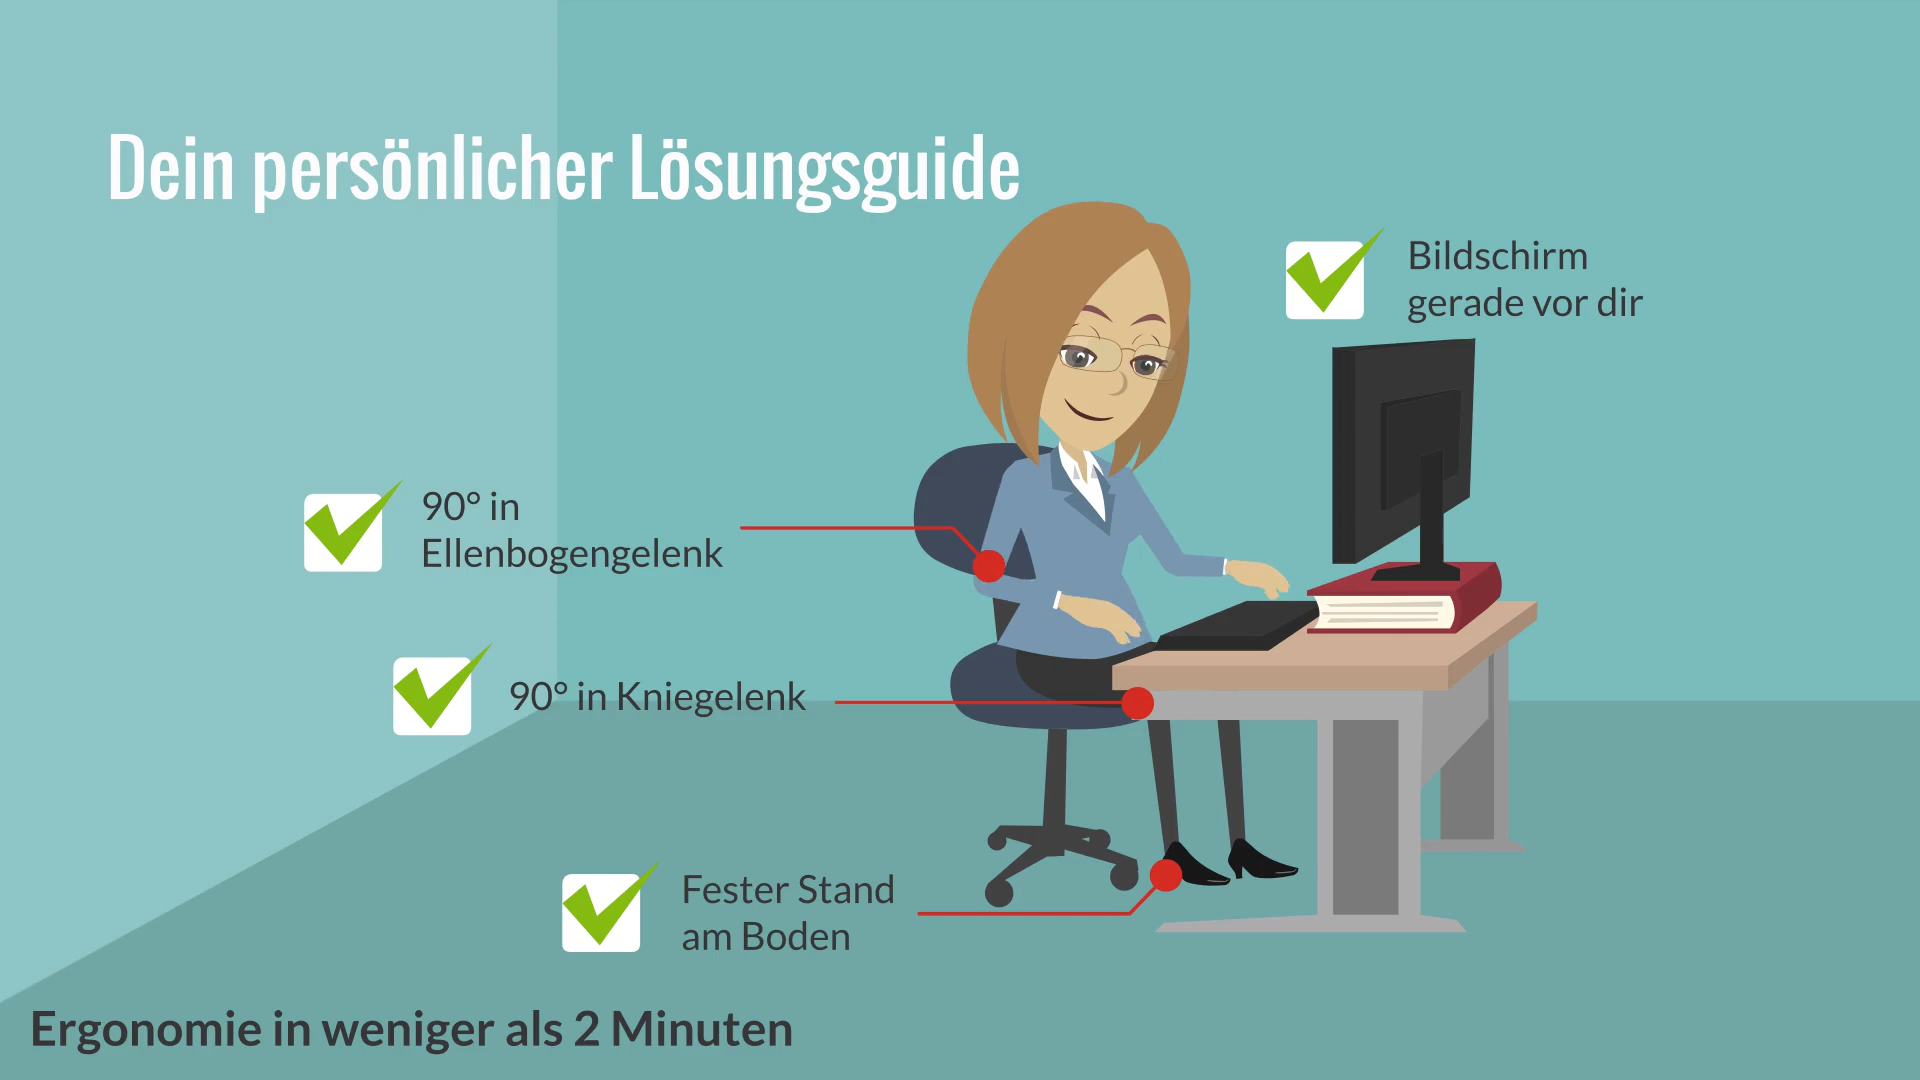 Dein persönlicher Lösungsguide
Bildschirm
gerade vor dir
90° in
Ellenbogengelenk
90° in Kniegelenk
Fester Stand
am Boden
Ergonomie in weniger als 2 Minuten